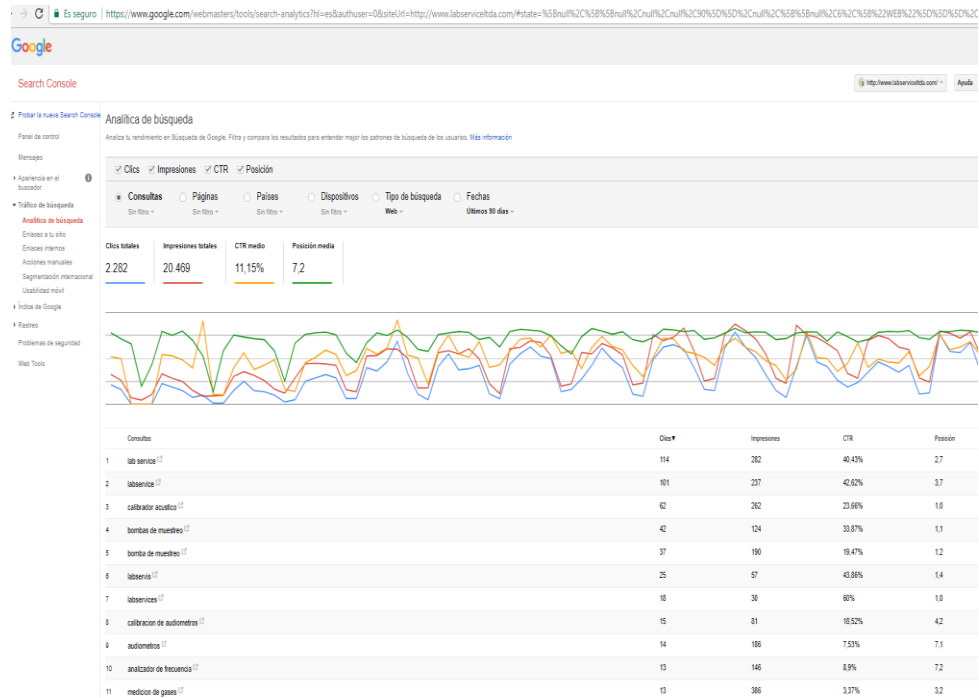 Es seguro | https://www.google.com/webmasters/tools/search-analytics?hl=es&authuser=0&siteUrl=http://www.labserviceltda.com/#state=%5Bnull%2C%5B%5Bnull%2Cnull%2Cnull%2C90%5D%5D%2Cnull%2C%5B%5Bnull%2C6%2C%5B%22WEB%22%5D%5D%5D%2C
Google
Search Console
http://www.labserviceltda.com/
Ayuda
Probar la nueva Search Console
Panel de control
Mensajes
Apariencia en el
buscador
Tráfico de búsqueda
Analítica de búsqueda
Enlaces a tu sitio
Enlaces internos
Acciones manuales
Segmentación internacional
Usabilidad móvil
Índice de Google
Rastreo
Problemas de seguridad
Web Tools
Analítica de búsqueda
Analiza tu rendimiento en Búsqueda de Google. Filtra y compara los resultados para entender mejor los patrones de búsqueda de los usuarios. Más información
Clics Impresiones CTR Posición
Consultas Páginas Países Dispositivos Tipo de búsqueda Fechas
Sin filtro Sin filtro Sin filtro Sin filtro Web Últimos 90 días
Clics totales Impresiones totales CTR medio Posición media
2.282 20.469 11,15% 7,2
Consultas Clics▼ Impresiones CTR Posición
1 lab service 114 282 40,43% 2,7
2 labservice 101 237 42,62% 3,7
3 calibrador acustico 62 262 23,66% 1,0
4 bombas de muestreo 42 124 33,87% 1,1
5 bomba de muestreo 37 190 19,47% 1,2
6 labservis 25 57 43,86% 1,4
7 labservices 18 30 60% 1,0
8 calibracion de audiometros 15 81 18,52% 4,2
9 audiometros 14 186 7,53% 7,1
10 analizador de frecuencia 13 146 8,9% 7,2
11 medicion de gases 13 386 3,37% 3,2